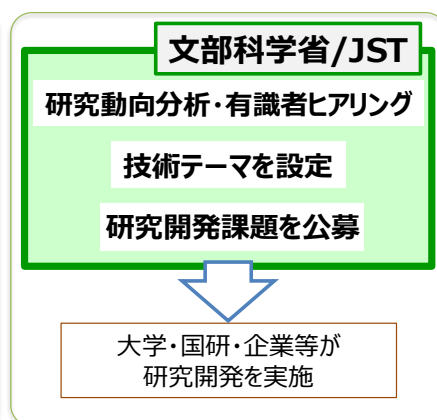 文部科学省/JST
研究動向分析・有識者ヒアリング
技術テーマを設定
研究開発課題を公募
大学・国研・企業等が
研究開発を実施